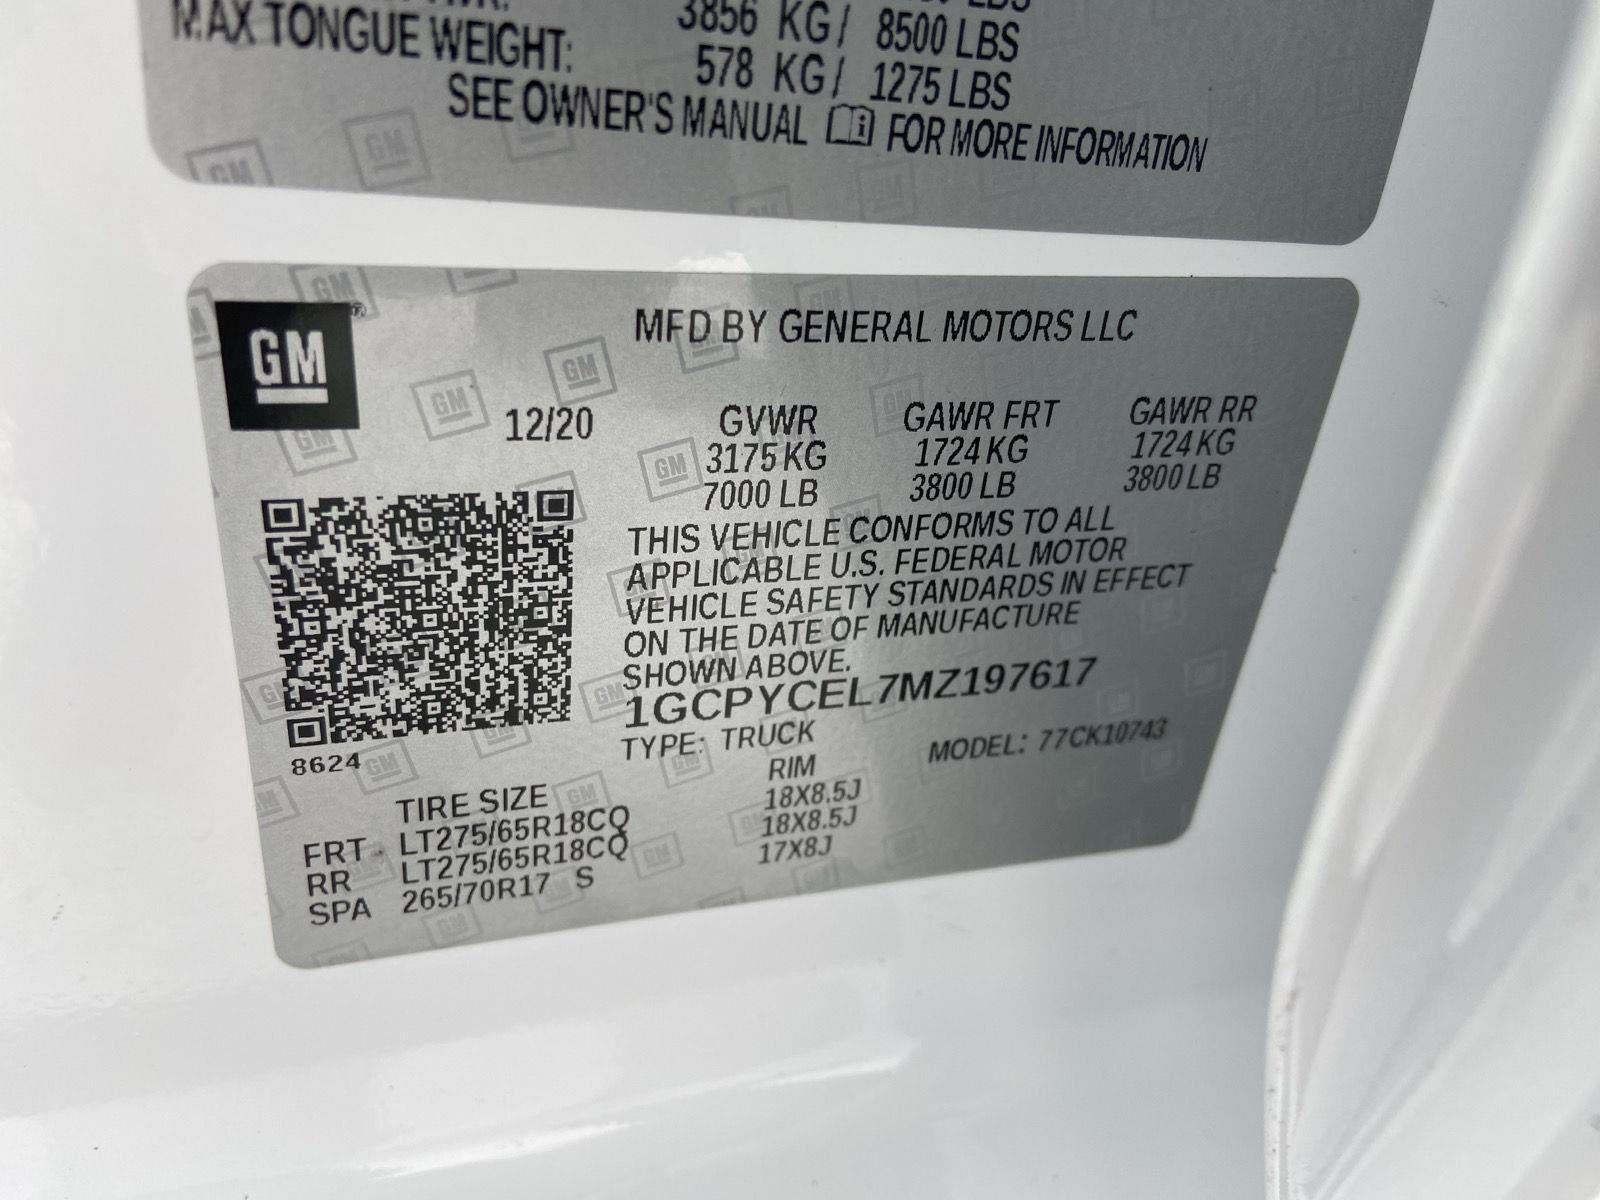 3856 KG/ 8500 LBS
MAX TONGUE WEIGHT: 578 KG/ 1275 LBS
SEE OWNER'S MANUAL FOR MORE INFORMATION
GM
MFD BY GENERAL MOTORS LLC
12/20 GVWR GAWR FRT GAWR RR
3175 KG 1724 KG 1724 KG
7000 LB 3800 LB 3800 LB
THIS VEHICLE CONFORMS TO ALL
APPLICABLE U.S. FEDERAL MOTOR
VEHICLE SAFETY STANDARDS IN EFFECT
ON THE DATE OF MANUFACTURE
SHOWN ABOVE.
1GCPYCEL7MZ197617
TYPE: TRUCK MODEL: 77CK10743
8624
TIRE SIZE RIM
FRT LT275/65R18CQ 18X8.5J
RR LT275/65R18CQ 18X8.5J
SPA 265/70R17 S 17X8J